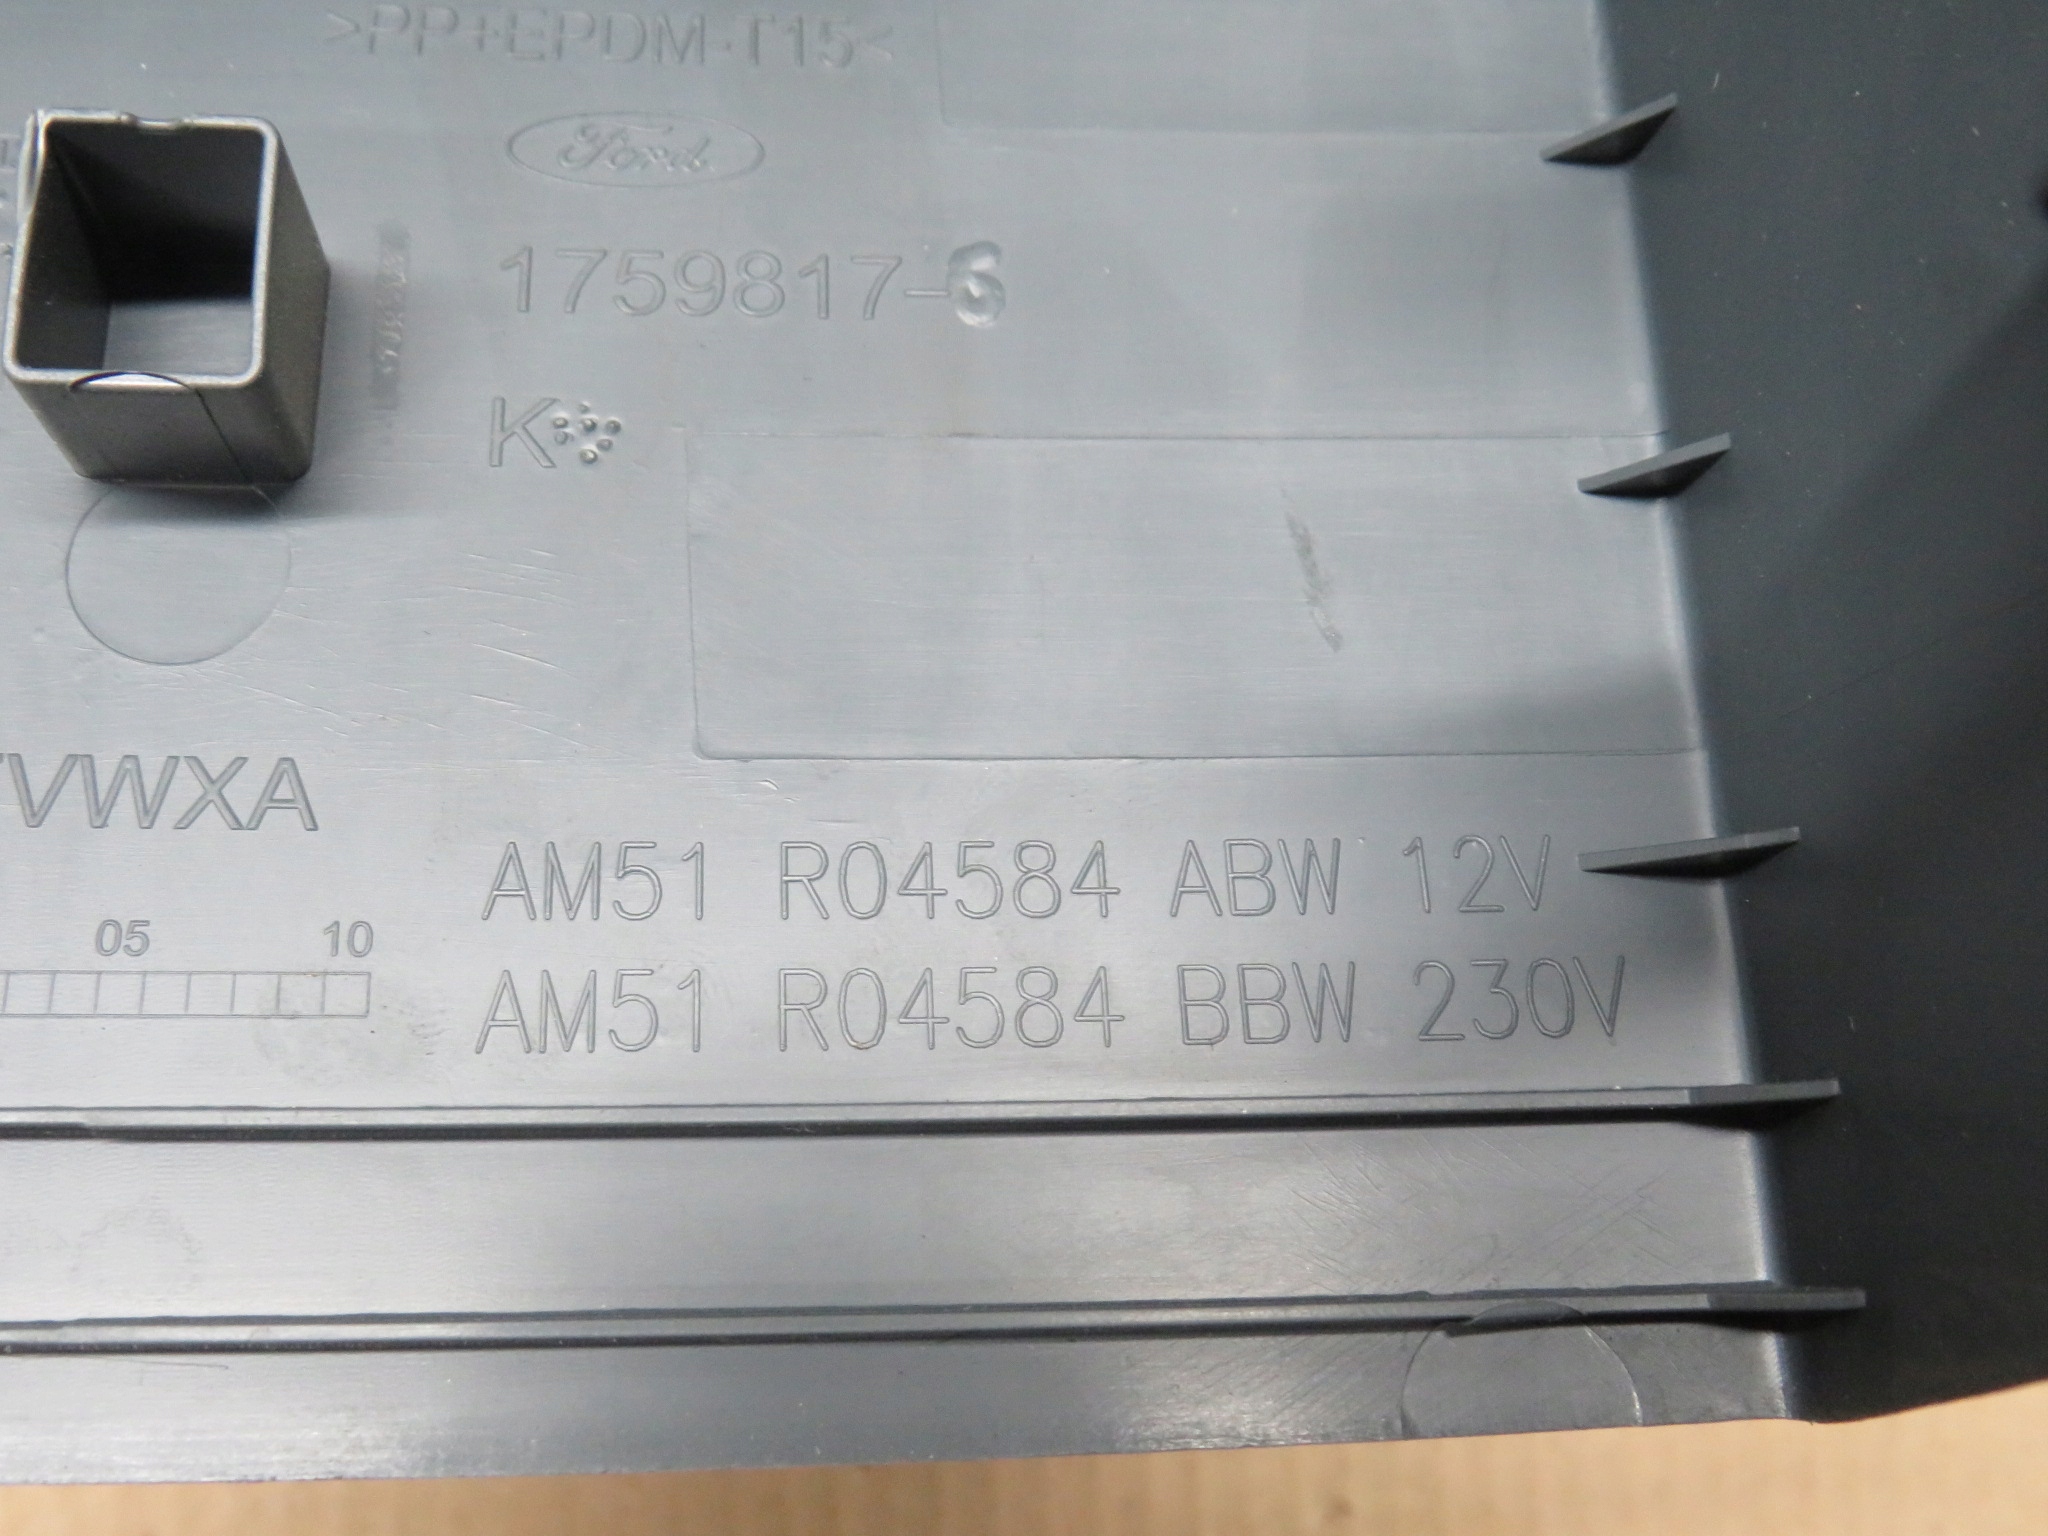 >PP+EPDM-T15<
Ford
1759817-6
K
VWXA
AM51 R04584 ABW 12V
05 10
AM51 R04584 BBW 230V